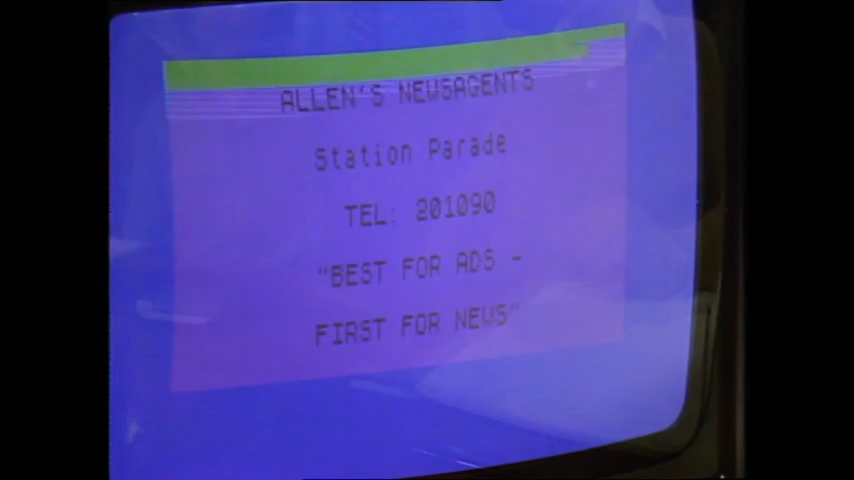 ALLEN'S NEWSAGENTS
Station Parade
TEL: 201090
"BEST FOR ADS -
FIRST FOR NEWS"